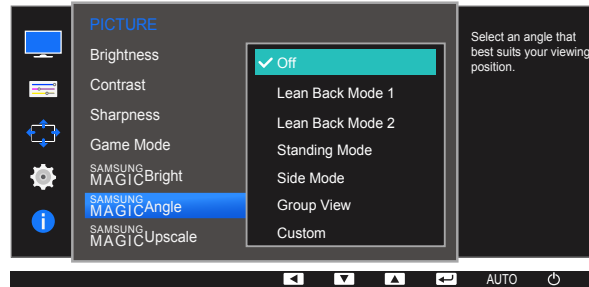 PICTURE
Brightness
Contrast
Sharpness
Game Mode
SAMSUNG
MAGICBright
SAMSUNG
MAGICAngle
SAMSUNG
MAGICUpscale
Off
Lean Back Mode 1
Lean Back Mode 2
Standing Mode
Side Mode
Group View
Custom
Select an angle that
best suits your viewing
position.
AUTO